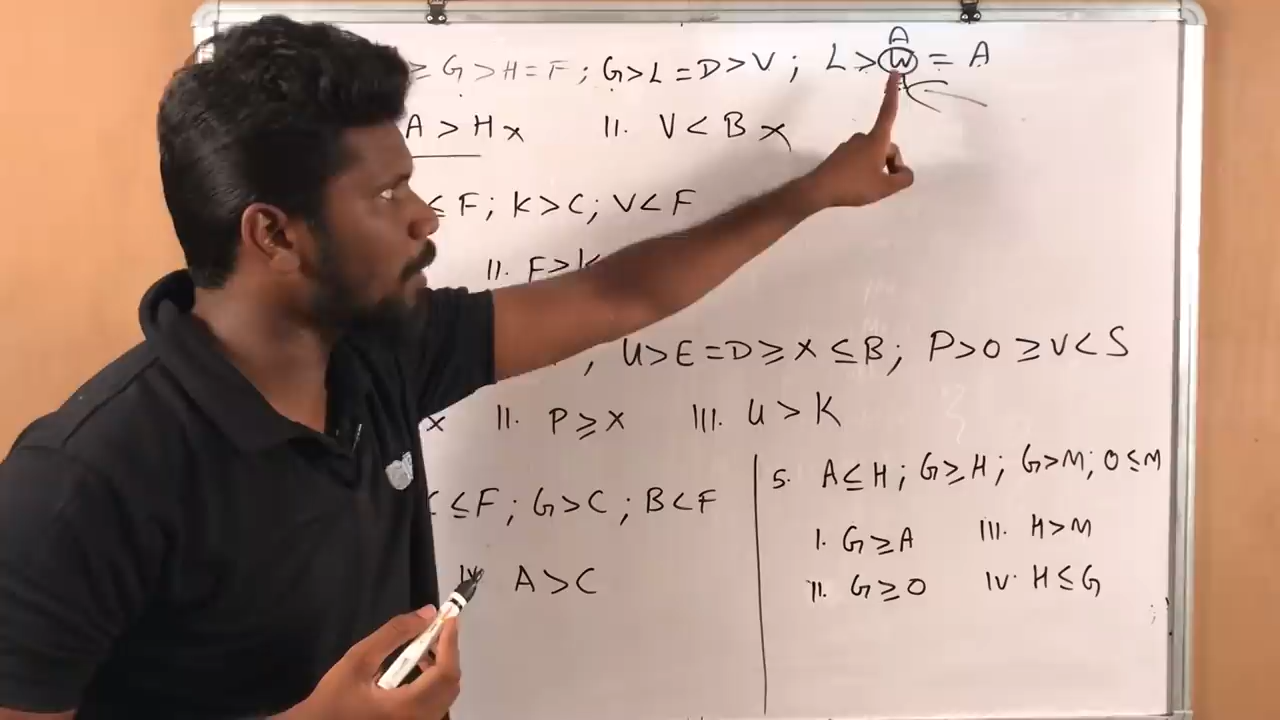 A
≥ G > H = F ; G > L = D > V ; L > W = A
A > H x II. V < B x
≤ F ; K > C ; V < F
II. F > K
, U > E = D ≥ X ≤ B ; P > O ≥ V < S
x II. P ≥ X III. U > K
≤ F ; G > C ; B < F
IV A > C
5. A ≤ H ; G ≥ H ; G > M ; O ≤ M
I. G ≥ A III. H > M
II. G ≥ O IV. H ≤ G